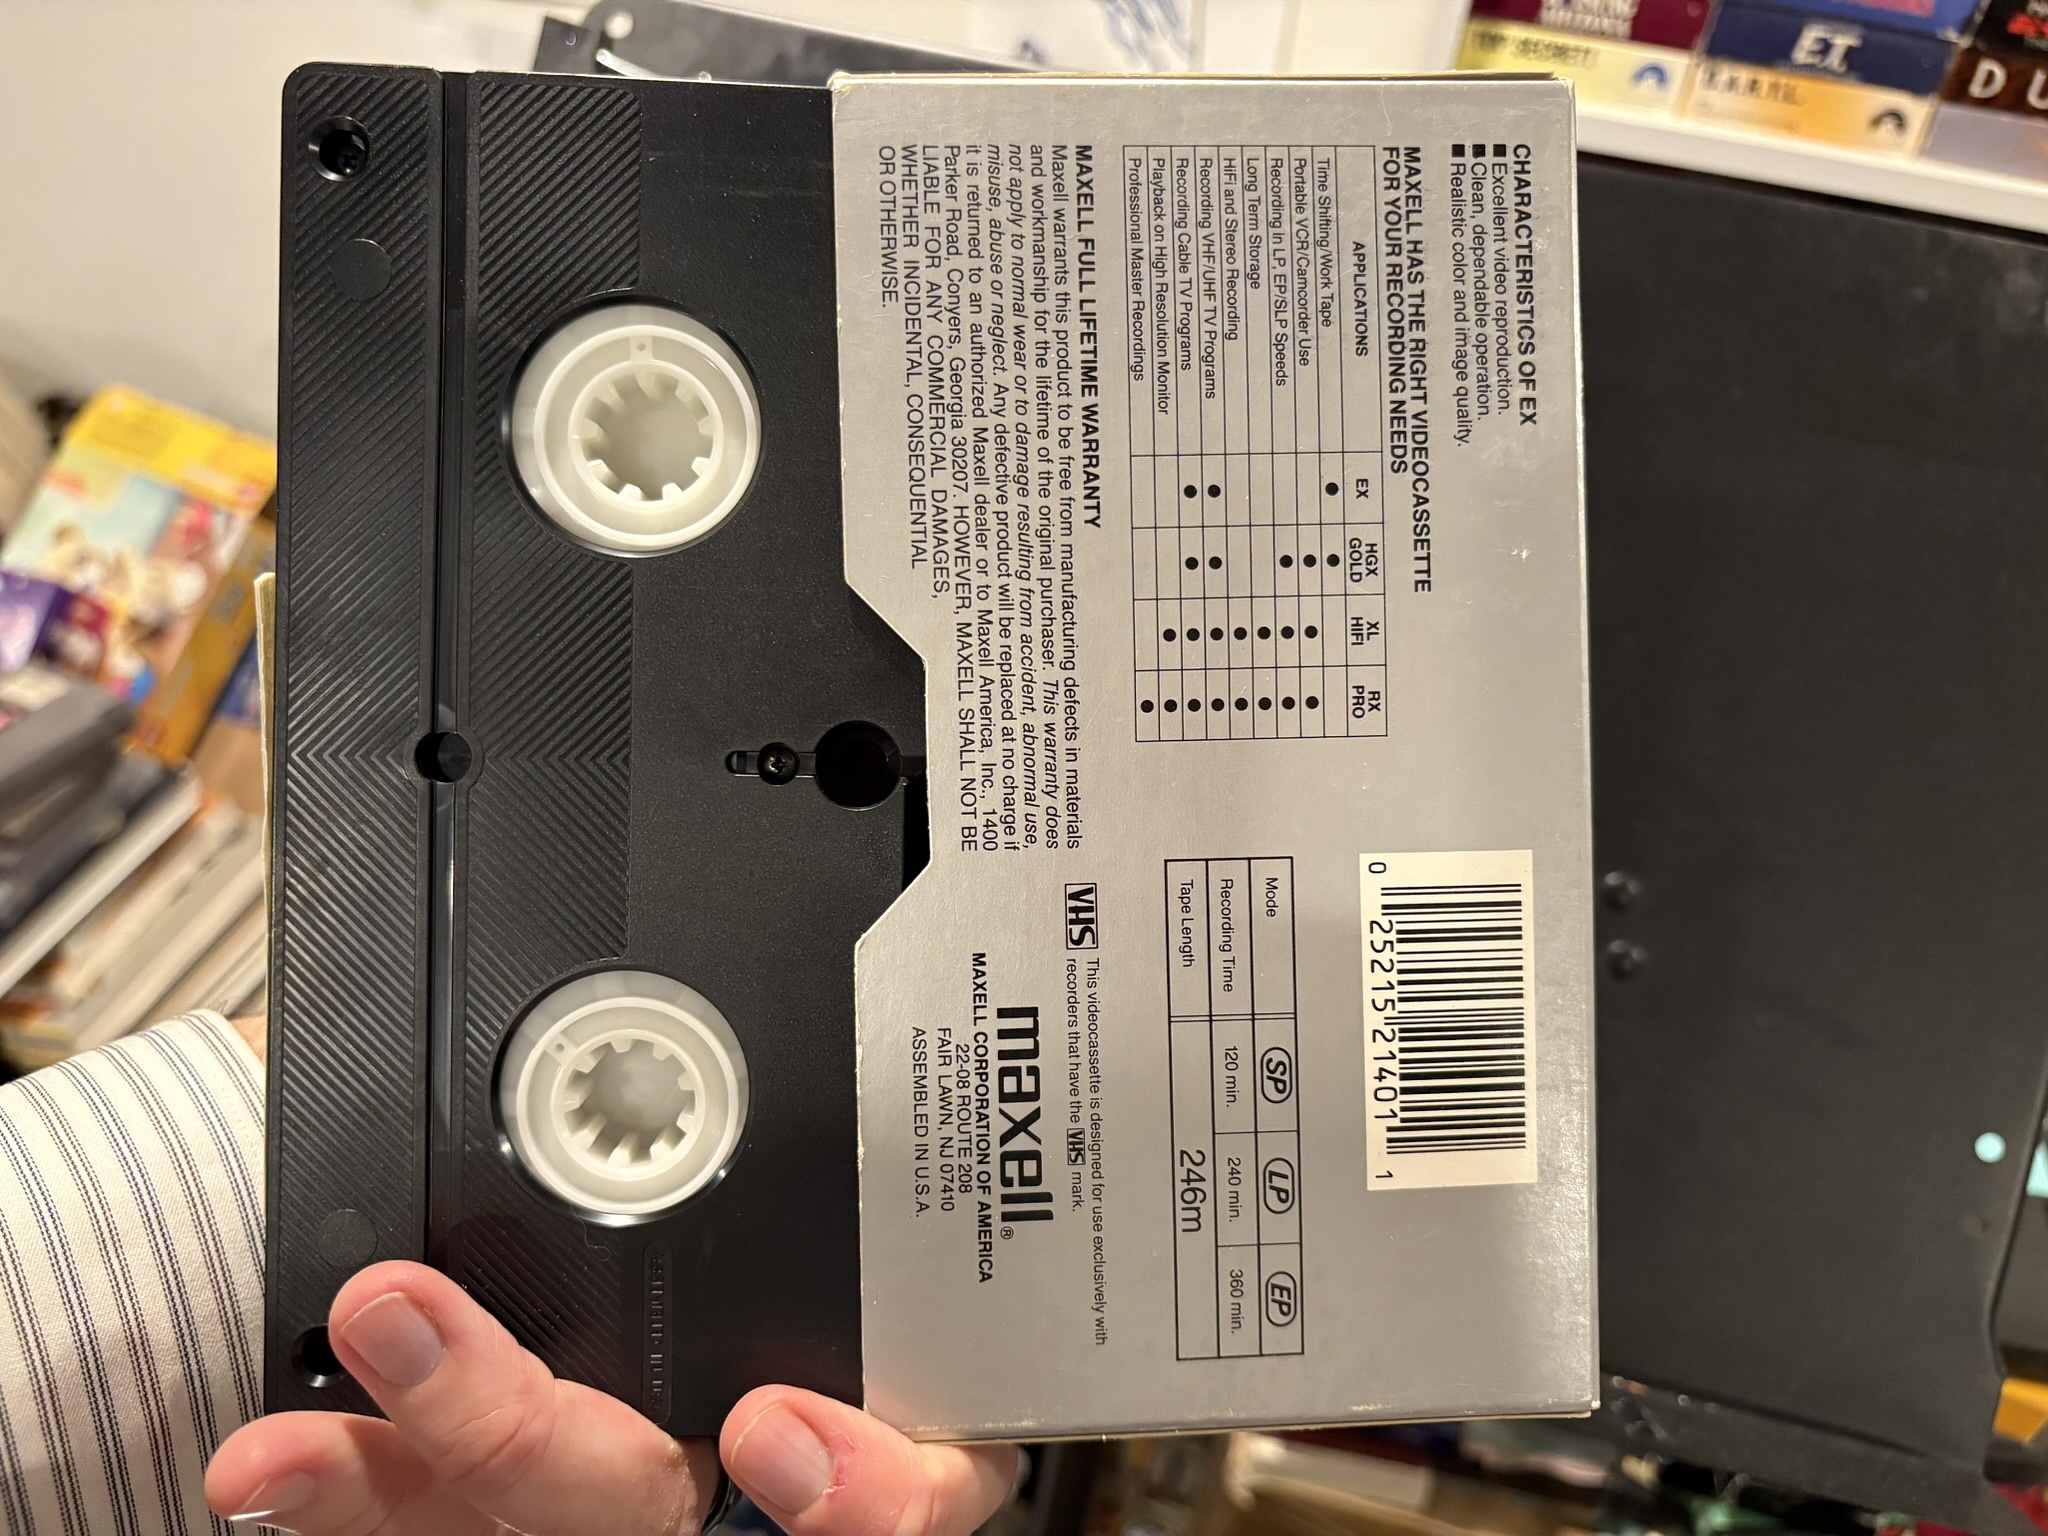 CHARACTERISTICS OF EX
■ Excellent video reproduction.
■ Clean, dependable operation.
■ Realistic color and image quality.
MAXELL HAS THE RIGHT VIDEOCASSETTE
FOR YOUR RECORDING NEEDS
APPLICATIONS EX HGX GOLD XL HIFI RX PRO
Time Shifting/Work Tape ● ●
Portable VCR/Camcorder Use ● ● ●
Recording in LP, EP/SLP Speeds ● ● ●
Long Term Storage ● ●
HiFi and Stereo Recording ● ●
Recording VHF/UHF TV Programs ● ● ● ●
Recording Cable TV Programs ● ● ● ●
Playback on High Resolution Monitor ● ●
Professional Master Recordings ●
MAXELL FULL LIFETIME WARRANTY
Maxell warrants this product to be free from manufacturing defects in materials
and workmanship for the lifetime of the original purchaser. This warranty does
not apply to normal wear or to damage resulting from accident, abnormal use,
misuse, abuse or neglect. Any defective product will be replaced at no charge if
it is returned to an authorized Maxell dealer or to Maxell America, Inc., 1400
Parker Road, Conyers, Georgia 30207. HOWEVER, MAXELL SHALL NOT BE
LIABLE FOR ANY COMMERCIAL DAMAGES,
WHETHER INCIDENTAL, CONSEQUENTIAL
OR OTHERWISE.
0 25215 21401 1
Mode SP LP EP
Recording Time 120 min. 240 min. 360 min.
Tape Length 246m
VHS This videocassette is designed for use exclusively with
recorders that have the VHS mark.
maxell®
MAXELL CORPORATION OF AMERICA
22-08 ROUTE 208
FAIR LAWN, NJ 07410
ASSEMBLED IN U.S.A.
E.T.
DU